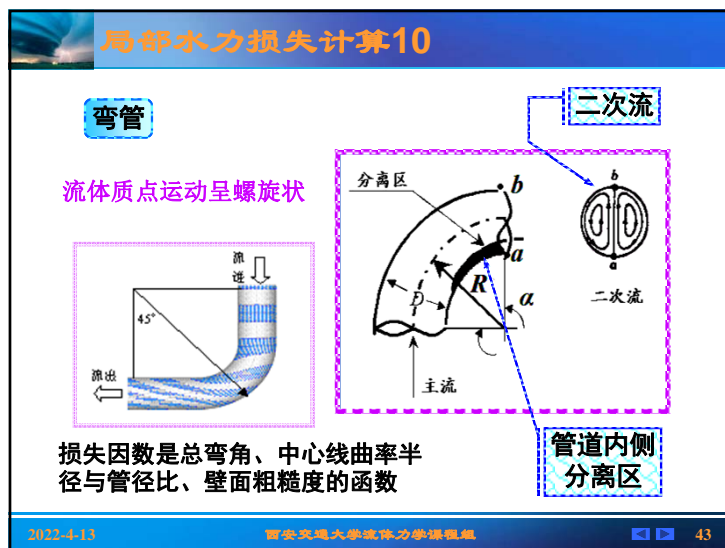 局部水力损失计算10
弯管
二次流
流体质点运动呈螺旋状
流进
45°
流出
分离区
b
a
D
R
α
主流
b
a
二次流
损失因数是总弯角、中心线曲率半
径与管径比、壁面粗糙度的函数
管道内侧
分离区
2022-4-13
西安交通大学流体力学课程组
43